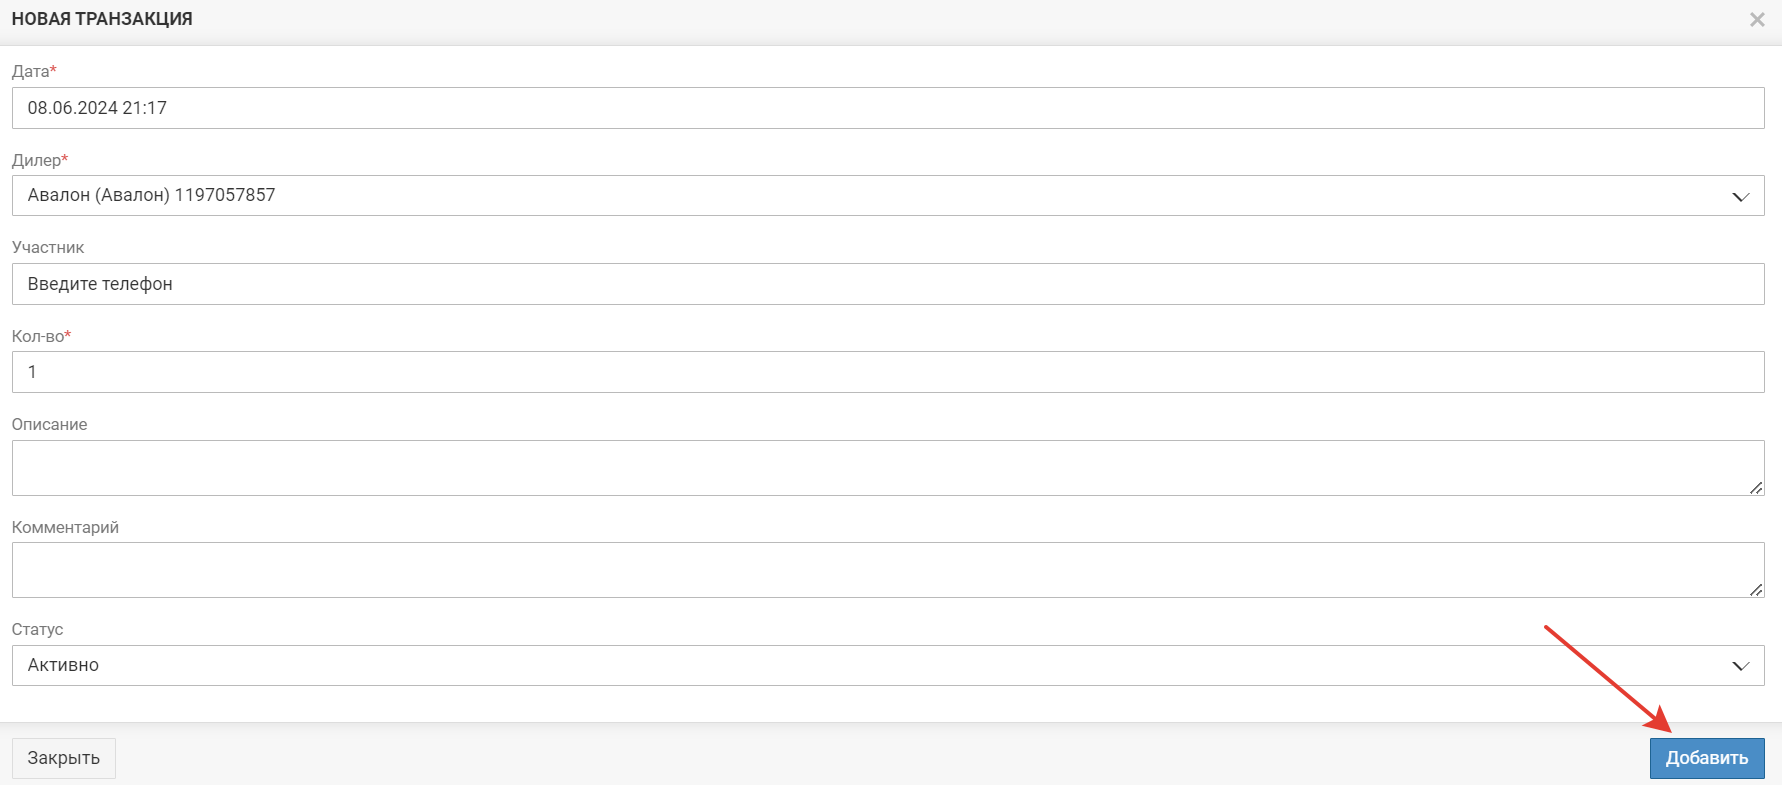 НОВАЯ ТРАНЗАКЦИЯ
Дата*
08.06.2024 21:17
Дилер*
Авалон (Авалон) 1197057857
Участник
Введите телефон
Кол-во*
1
Описание
Комментарий
Статус
Активно
Закрыть
Добавить